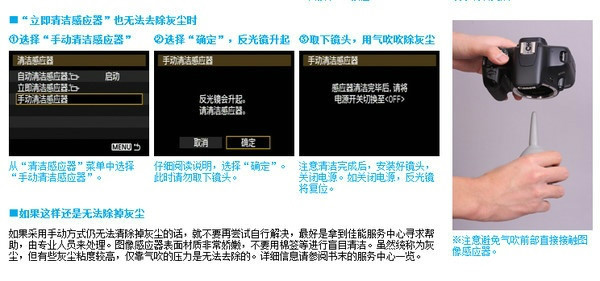 ■“立即清洁感应器”也无法去除灰尘时
①选择“手动清洁感应器”
②选择“确定”，反光镜升起
③取下镜头，用气吹吹除灰尘
清洁感应器
自动清洁感应器 启动
立即清洁感应器
手动清洁感应器
MENU
手动清洁感应器
反光镜会升起。
请清洁感应器。
取消 确定
手动清洁感应器
感应器清洁完毕后，请将
电源开关切换至<OFF>
从“清洁感应器”菜单中选择
“手动清洁感应器”。
仔细阅读说明，选择“确定”。
此时请勿取下镜头。
注意清洁完成后，安装好镜头，
关闭电源。如关闭电源，反光镜
将复位。
■如果这样还是无法除掉灰尘
如果采用手动方式仍无法清除掉灰尘的话，就不要再尝试自行解决，最好是拿到佳能服务中心寻求帮
助，由专业人员来处理。图像感应器表面材质非常娇嫩，不要用棉签等进行盲目清洁。虽然统称为灰
尘，但有些灰尘粘度较高，仅靠气吹的压力是无法去除的。详细信息请参阅书末的服务中心一览。
※注意避免气吹前部直接接触图
像感应器。